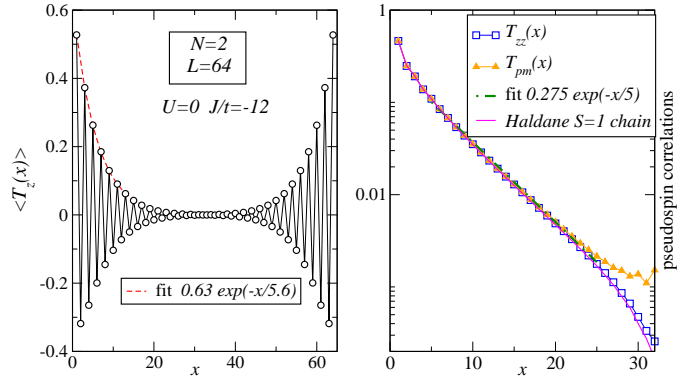 0.6
0.4
0.2
0
-0.2
-0.4
<T_z(x)>
0
20
40
60
x
N=2
L=64
U=0 J/t=-12
fit 0.63 exp(-x/5.6)
1
0.1
0.01
0
10
20
30
x
T_zz(x)
T_pm(x)
fit 0.275 exp(-x/5)
Haldane S=1 chain
pseudospin correlations